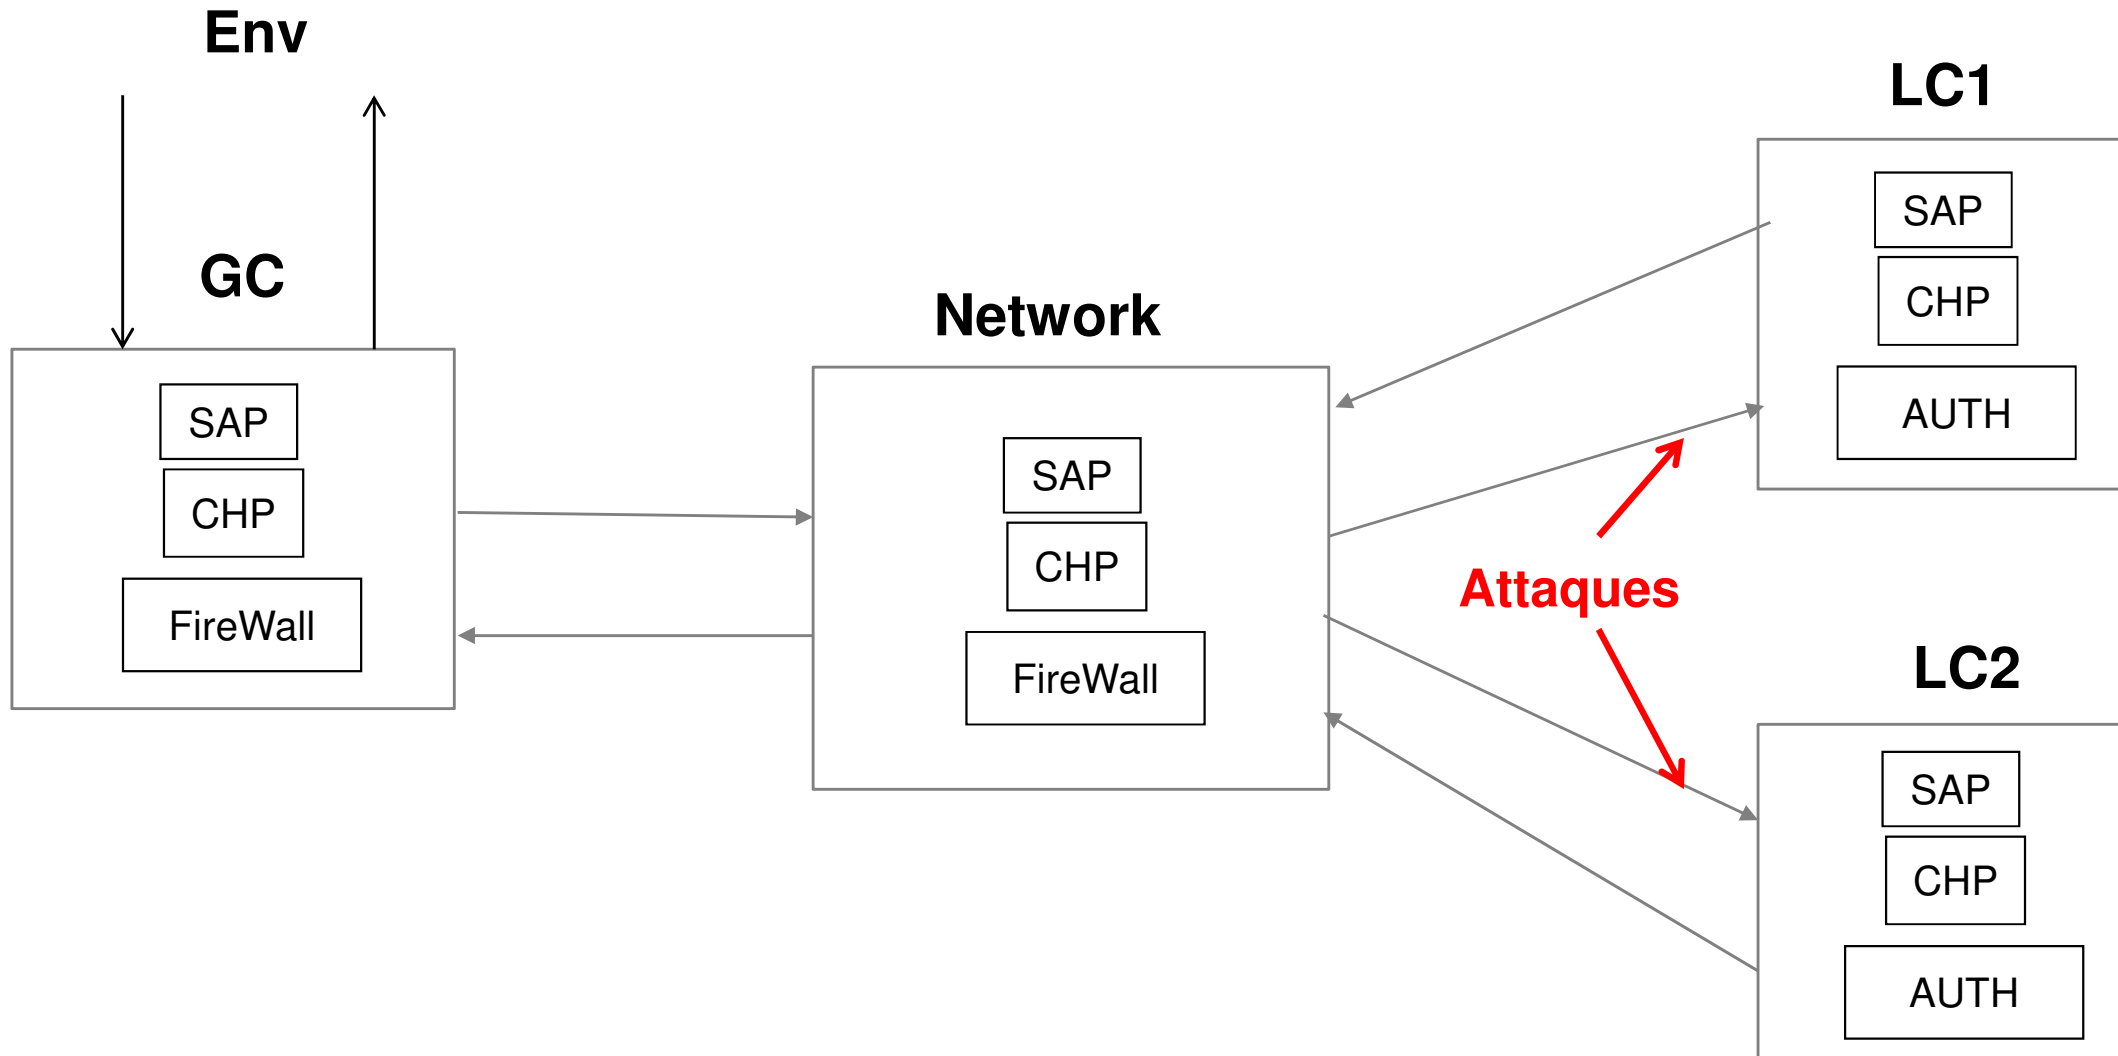 Env
GC
SAP
CHP
FireWall
Network
SAP
CHP
FireWall
Attaques
LC1
SAP
CHP
AUTH
LC2
SAP
CHP
AUTH